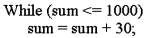 While (sum <= 1000)
sum = sum + 30;